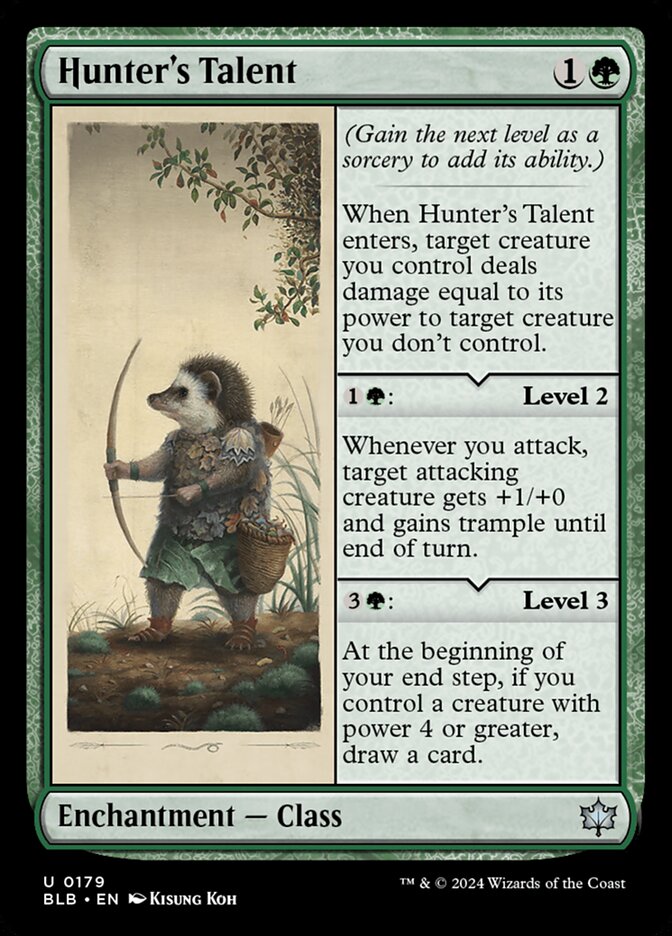 Hunter's Talent 1
(Gain the next level as a
sorcery to add its ability.)
When Hunter's Talent
enters, target creature
you control deals
damage equal to its
power to target creature
you don't control.
1 : Level 2
Whenever you attack,
target attacking
creature gets +1/+0
and gains trample until
end of turn.
3 : Level 3
At the beginning of
your end step, if you
control a creature with
power 4 or greater,
draw a card.
Enchantment — Class
U 0179
BLB • EN Kisung Koh
™ & © 2024 Wizards of the Coast